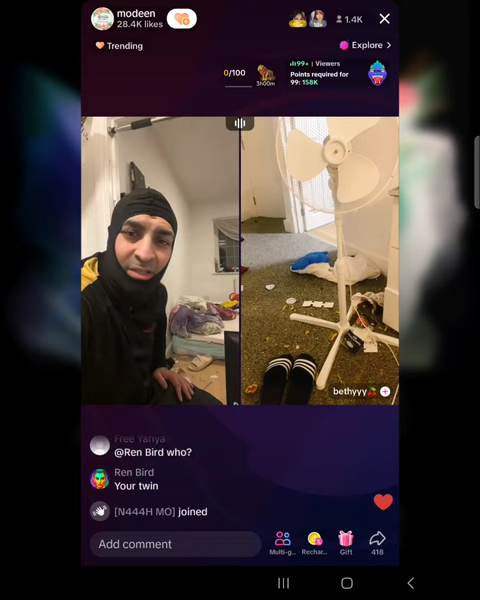 modeen
28.4K likes
1.4K
Trending
Explore >
0/100
3h00m
99+ | Viewers
Points required for
99: 158K
bethyyy🍒
Free Yahya
@Ren Bird who?
Ren Bird
Your twin
[N444H MO] joined
Add comment
Multi-g...
Rechar...
Gift
418